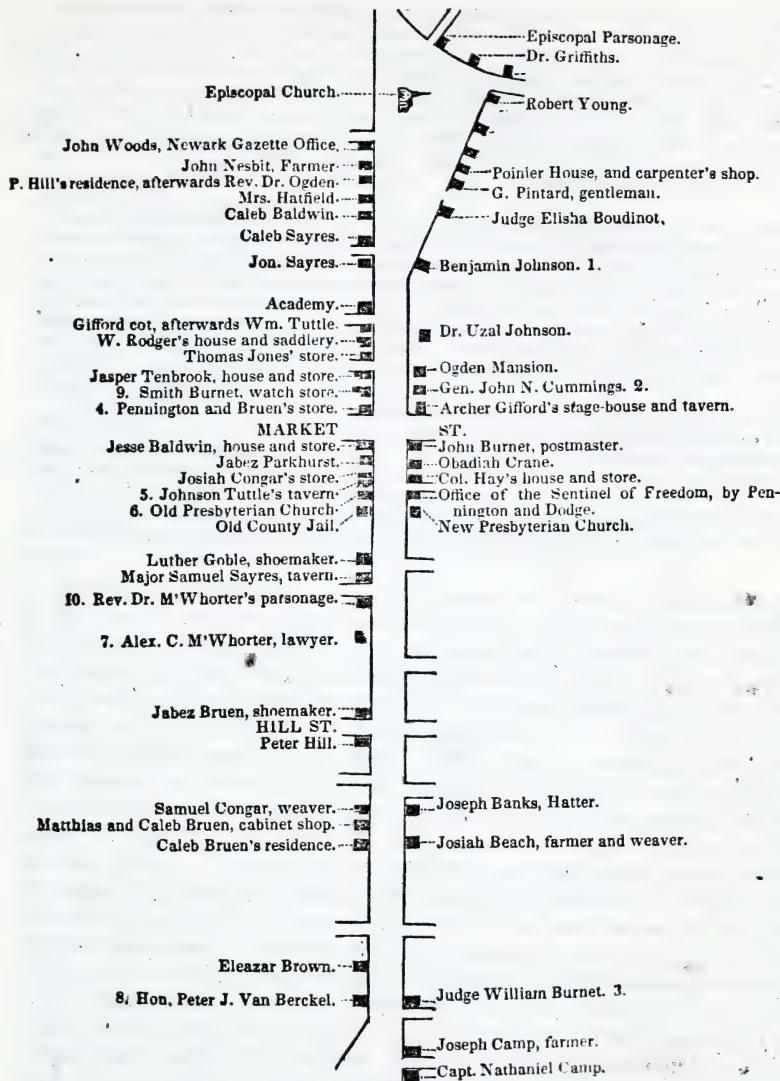 Episcopal Parsonage.
Dr. Griffiths.
Episcopal Church.
Robert Young.
John Woods, Newark Gazette Office,
John Nesbit, Farmer
P. Hill's residence, afterwards Rev. Dr. Ogden.
Mrs. Hatfield.
Caleb Baldwin.
Caleb Sayres.
Jon. Sayres.
Poinier House, and carpenter's shop.
G. Pintard, gentleman.
Judge Elisha Boudinot,
Benjamin Johnson. 1.
Academy.
Gifford cot, afterwards Wm. Tuttle.
W. Rodger's house and saddlery.
Thomas Jones' store.
Jasper Tenbrook, house and store.
9. Smith Burnet, watch store.
4. Pennington and Bruen's store.
Dr. Uzal Johnson.
Ogden Mansion.
Gen. John N. Cummings. 2.
Archer Gifford's stage-house and tavern.
MARKET ST.
Jesse Baldwin, house and store.
Jabez Parkhurst.
Josiah Congar's store.
5. Johnson Tuttle's tavern
6. Old Presbyterian Church
Old County Jail.
John Burnet, postmaster.
Obadiah Crane.
Col. Hay's house and store.
Office of the Sentinel of Freedom, by Pen-
nington and Dodge.
New Presbyterian Church.
Luther Goble, shoemaker.
Major Samuel Sayres, tavern.
10. Rev. Dr. M'Whorter's parsonage.
7. Alex. C. M'Whorter, lawyer.
Jabez Bruen, shoemaker.
HILL ST.
Peter Hill.
Samuel Congar, weaver.
Matthias and Caleb Bruen, cabinet shop.
Caleb Bruen's residence.
Joseph Banks, Hatter.
Josiah Beach, farmer and weaver.
Eleazar Brown.
8. Hon. Peter J. Van Berckel.
Judge William Burnet. 3.
Joseph Camp, farmer.
Capt. Nathaniel Camp.